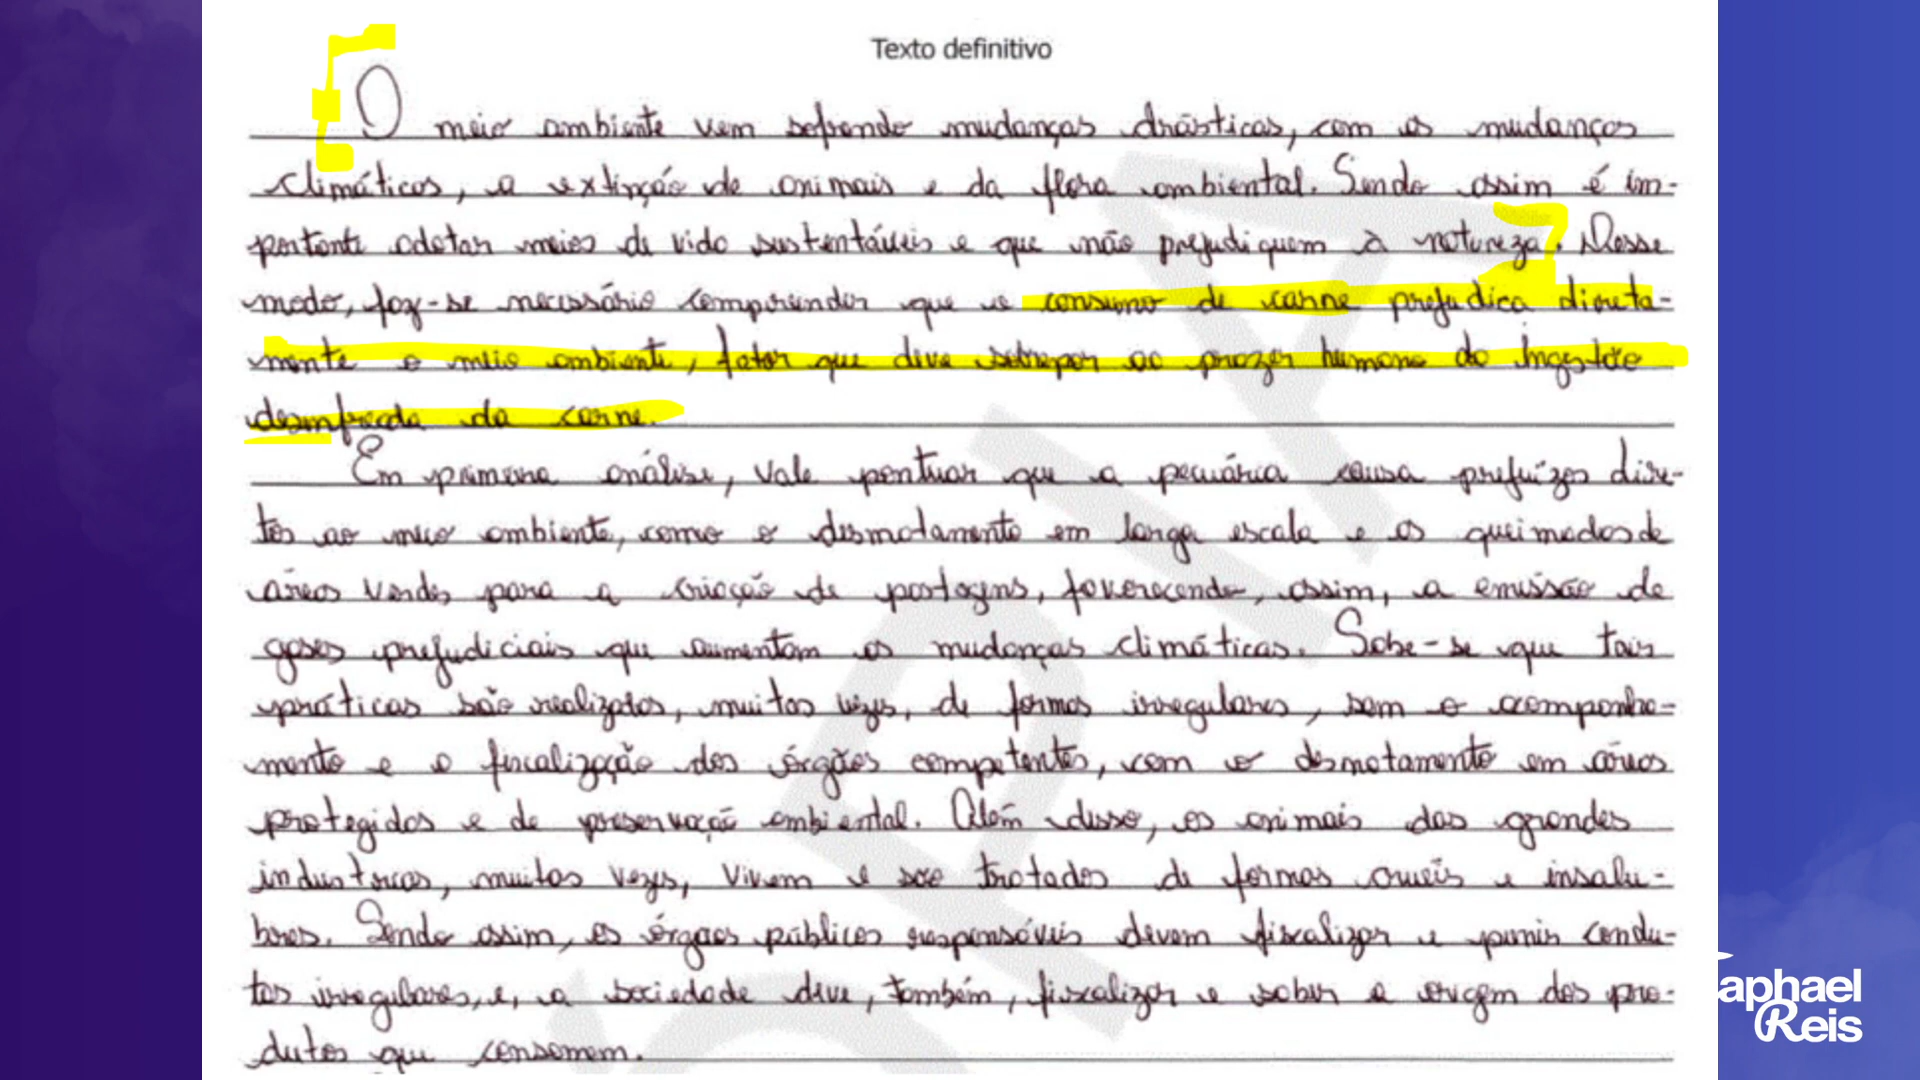 Texto definitivo
O meio ambiente vem sofrendo mudanças drásticas, com as mudanças
climáticas, a extinção de animais e da flora ambiental. Sendo assim é im-
portante adotar meios de vida sustentáveis e que não prejudiquem à natureza. Desse
modo, faz-se necessário compreender que o consumo de carne prejudica direta-
mente o meio ambiente, fator que deve sobrepor ao prazer humano da ingestão
desenfreada da carne.
Em primeira análise, vale pontuar que a pecuária causa prejuízos dire-
tos ao meio ambiente, como o desmatamento em larga escala e as queimadas de
áreas verdes para a criação de pastagens, favorecendo, assim, a emissão de
gases prejudiciais que aumentam as mudanças climáticas. Sabe-se que tais
práticas são realizadas, muitas vezes, de formas irregulares, sem o acompanha-
mento e a fiscalização dos órgãos competentes, com o desmatamento em áreas
protegidas e de preservação ambiental. Além disso, os animais das grandes
industrias, muitas vezes, vivem e são tratados de formas cruéis e insalu-
bres. Sendo assim, os órgãos públicos responsáveis devem fiscalizar e punir condu-
tas irregulares, e, a sociedade deve, também, fiscalizar e saber a origem dos pro-
dutos que consomem.
aphael
Reis